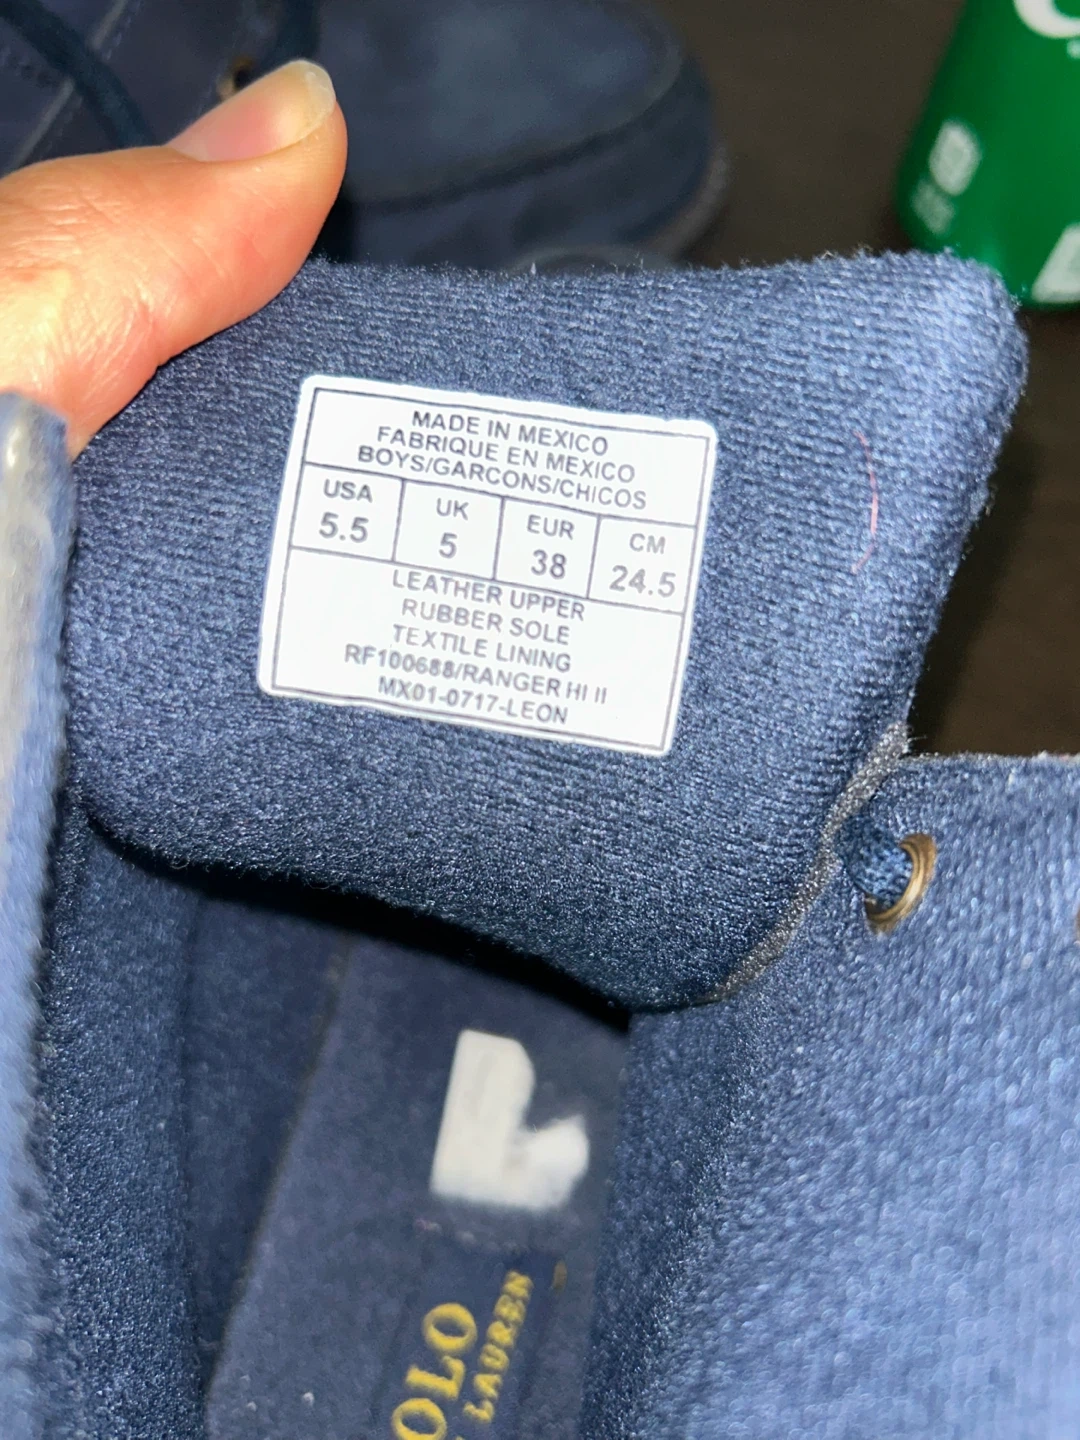 MADE IN MEXICO
FABRIQUE EN MEXICO
BOYS/GARCONS/CHICOS
USA UK EUR CM
5.5 5 38 24.5
LEATHER UPPER
RUBBER SOLE
TEXTILE LINING
RF100688/RANGER HI II
MX01-0717-LEON
OLO
LAUREN